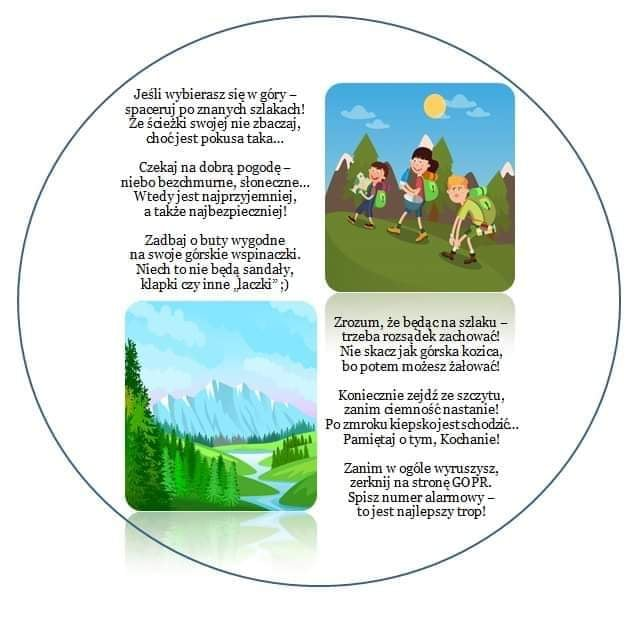 Jeśli wybierasz się w góry –
spaceruj po znanych szlakach!
Ze ścieżki swojej nie zbaczaj,
choć jest pokusa taka...
Czekaj na dobrą pogodę –
niebo bezchmurne, słoneczne...
Wtedy jest najprzyjemniej,
a także najbezpieczniej!
Zadbaj o buty wygodne
na swoje górskie wspinaczki.
Niech to nie będą sandały,
klapki czy inne „laczki” ;)
Zrozum, że będąc na szlaku –
trzeba rozsądek zachować!
Nie skacz jak górska kozica,
bo potem możesz żałować!
Koniecznie zejdź ze szczytu,
zanim ciemność nastanie!
Po zmroku kiepsko jest schodzić...
Pamiętaj o tym, Kochanie!
Zanim w ogóle wyruszysz,
zerknij na stronę GOPR.
Spisz numer alarmowy –
to jest najlepszy trop!